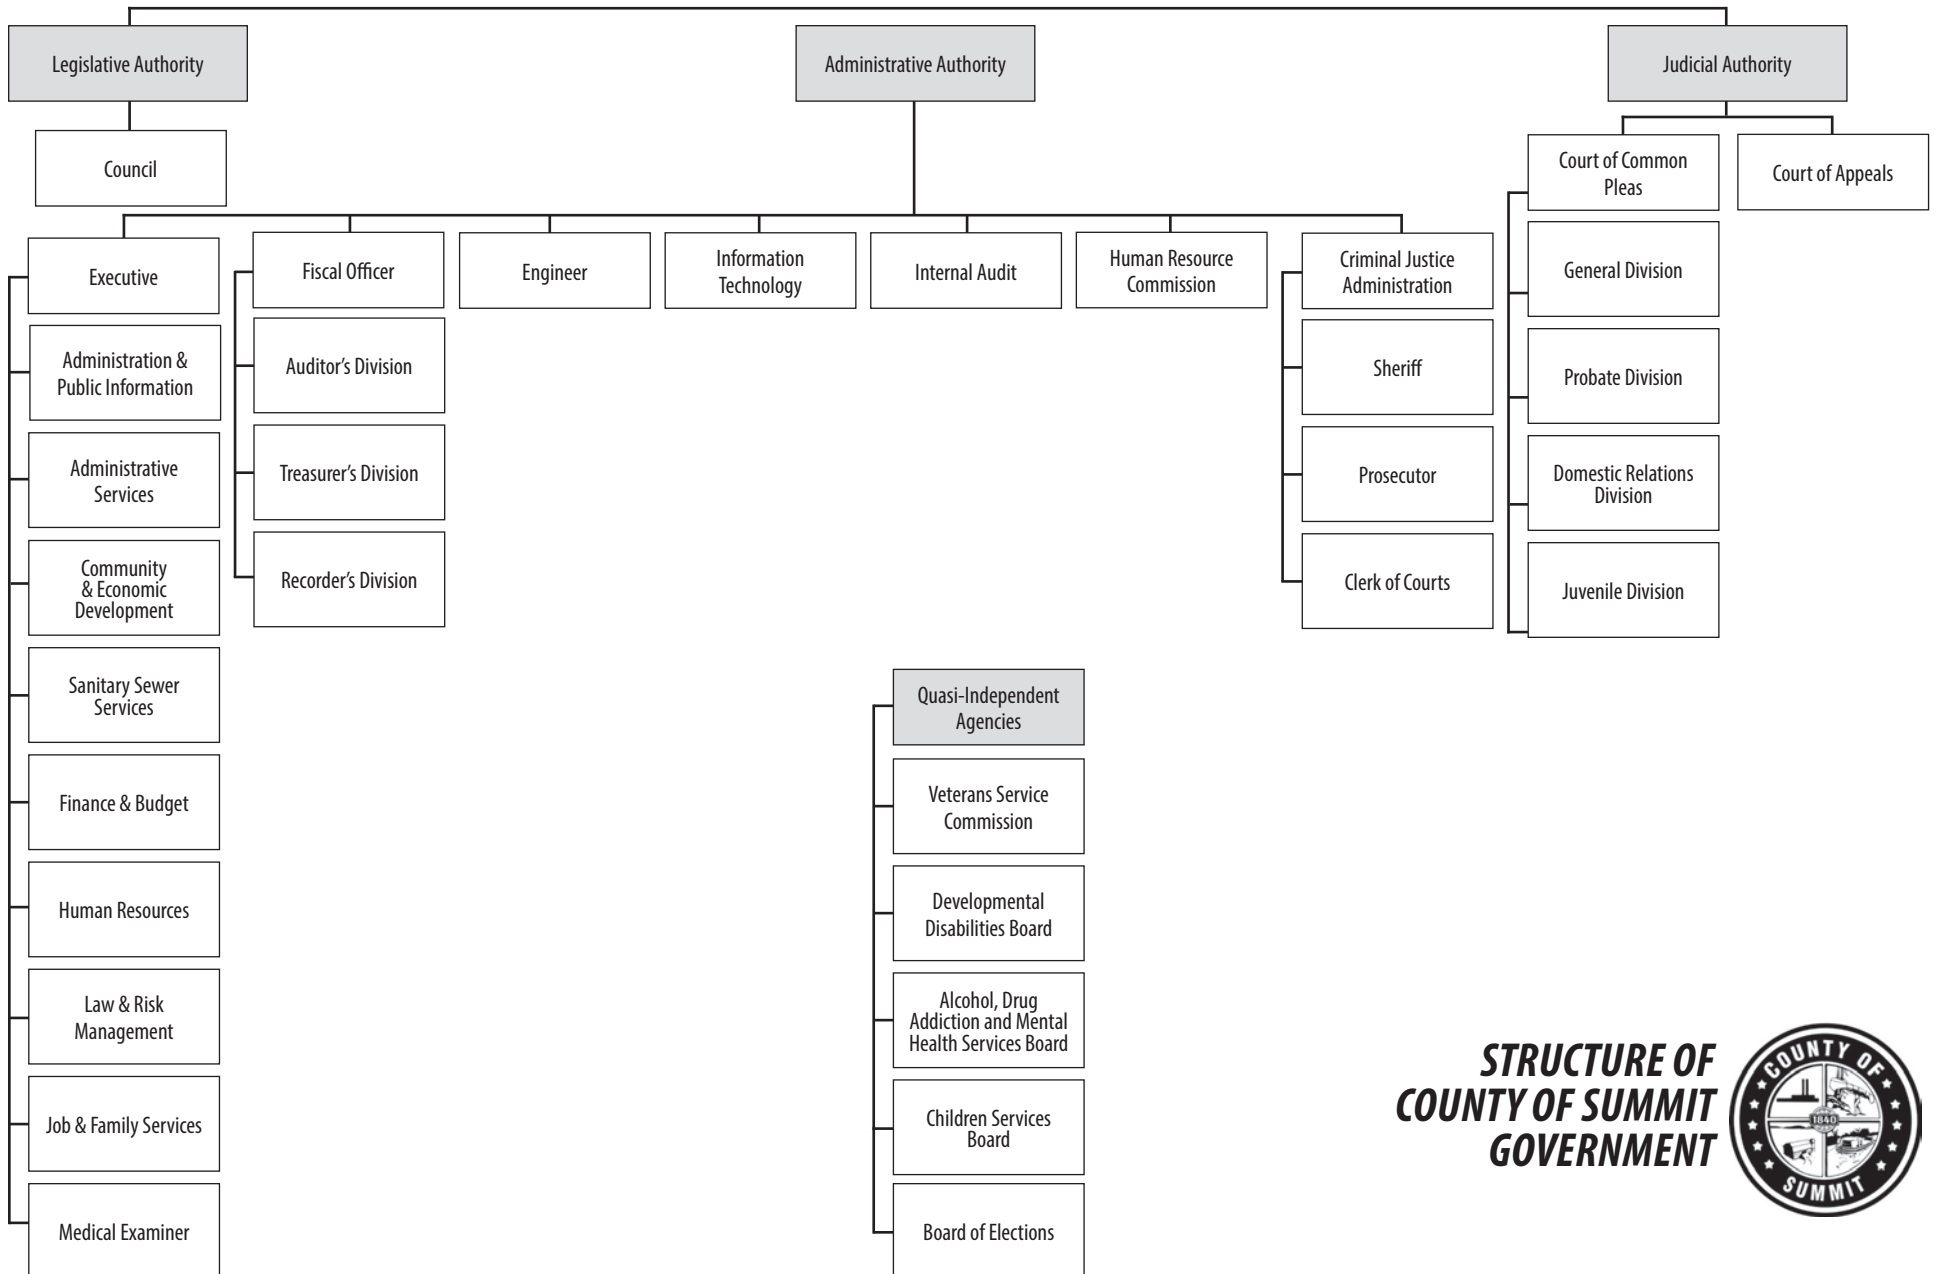 Legislative Authority
Administrative Authority
Judicial Authority
Council
Court of Common
Pleas
Court of Appeals
Executive
Fiscal Officer
Engineer
Information
Technology
Internal Audit
Human Resource
Commission
Criminal Justice
Administration
General Division
Administration &
Public Information
Auditor’s Division
Sheriff
Probate Division
Administrative
Services
Treasurer’s Division
Prosecutor
Domestic Relations
Division
Community
& Economic
Development
Recorder’s Division
Clerk of Courts
Juvenile Division
Sanitary Sewer
Services
Finance & Budget
Human Resources
Law & Risk
Management
Job & Family Services
Medical Examiner
Quasi-Independent
Agencies
Veterans Service
Commission
Developmental
Disabilities Board
Alcohol, Drug
Addiction and Mental
Health Services Board
Children Services
Board
Board of Elections
STRUCTURE OF
COUNTY OF SUMMIT
GOVERNMENT
COUNTY OF
1840
SUMMIT